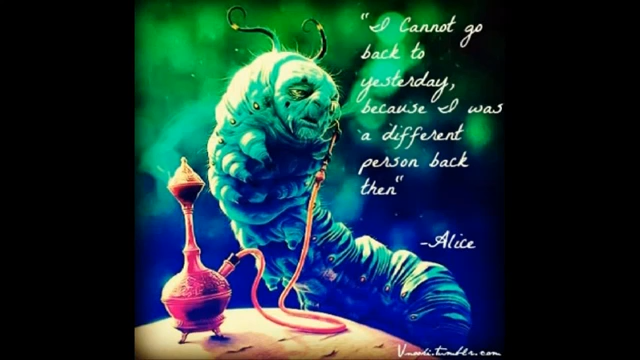 "I Cannot go
back to
yesterday,
because I was
a different
person back
then"
-Alice